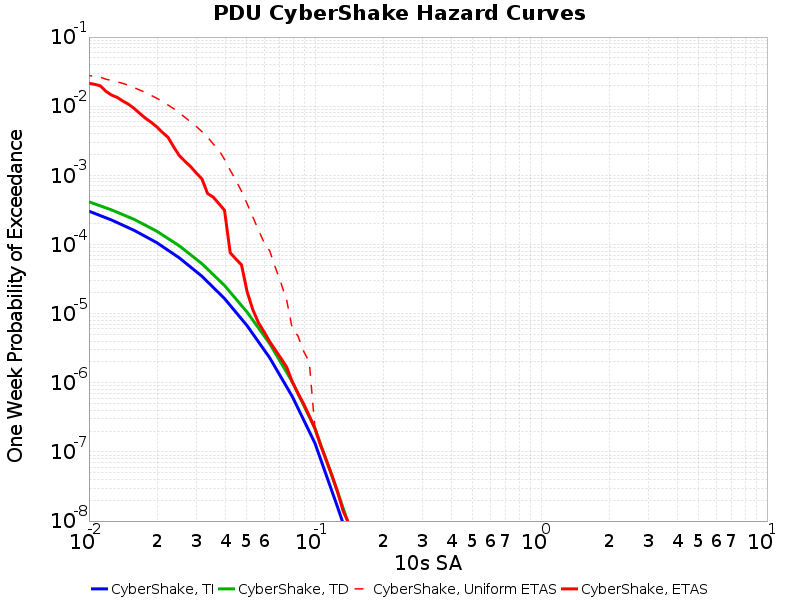 PDU CyberShake Hazard Curves
One Week Probability of Exceedance
10^-1
10^-2
10^-3
10^-4
10^-5
10^-6
10^-7
10^-8
10^-2 2 3 4 5 6 10^-1 2 3 4 5 6 7 10^0 2 3 4 5 6 7 10^1
10s SA
CyberShake, TI CyberShake, TD CyberShake, Uniform ETAS CyberShake, ETAS